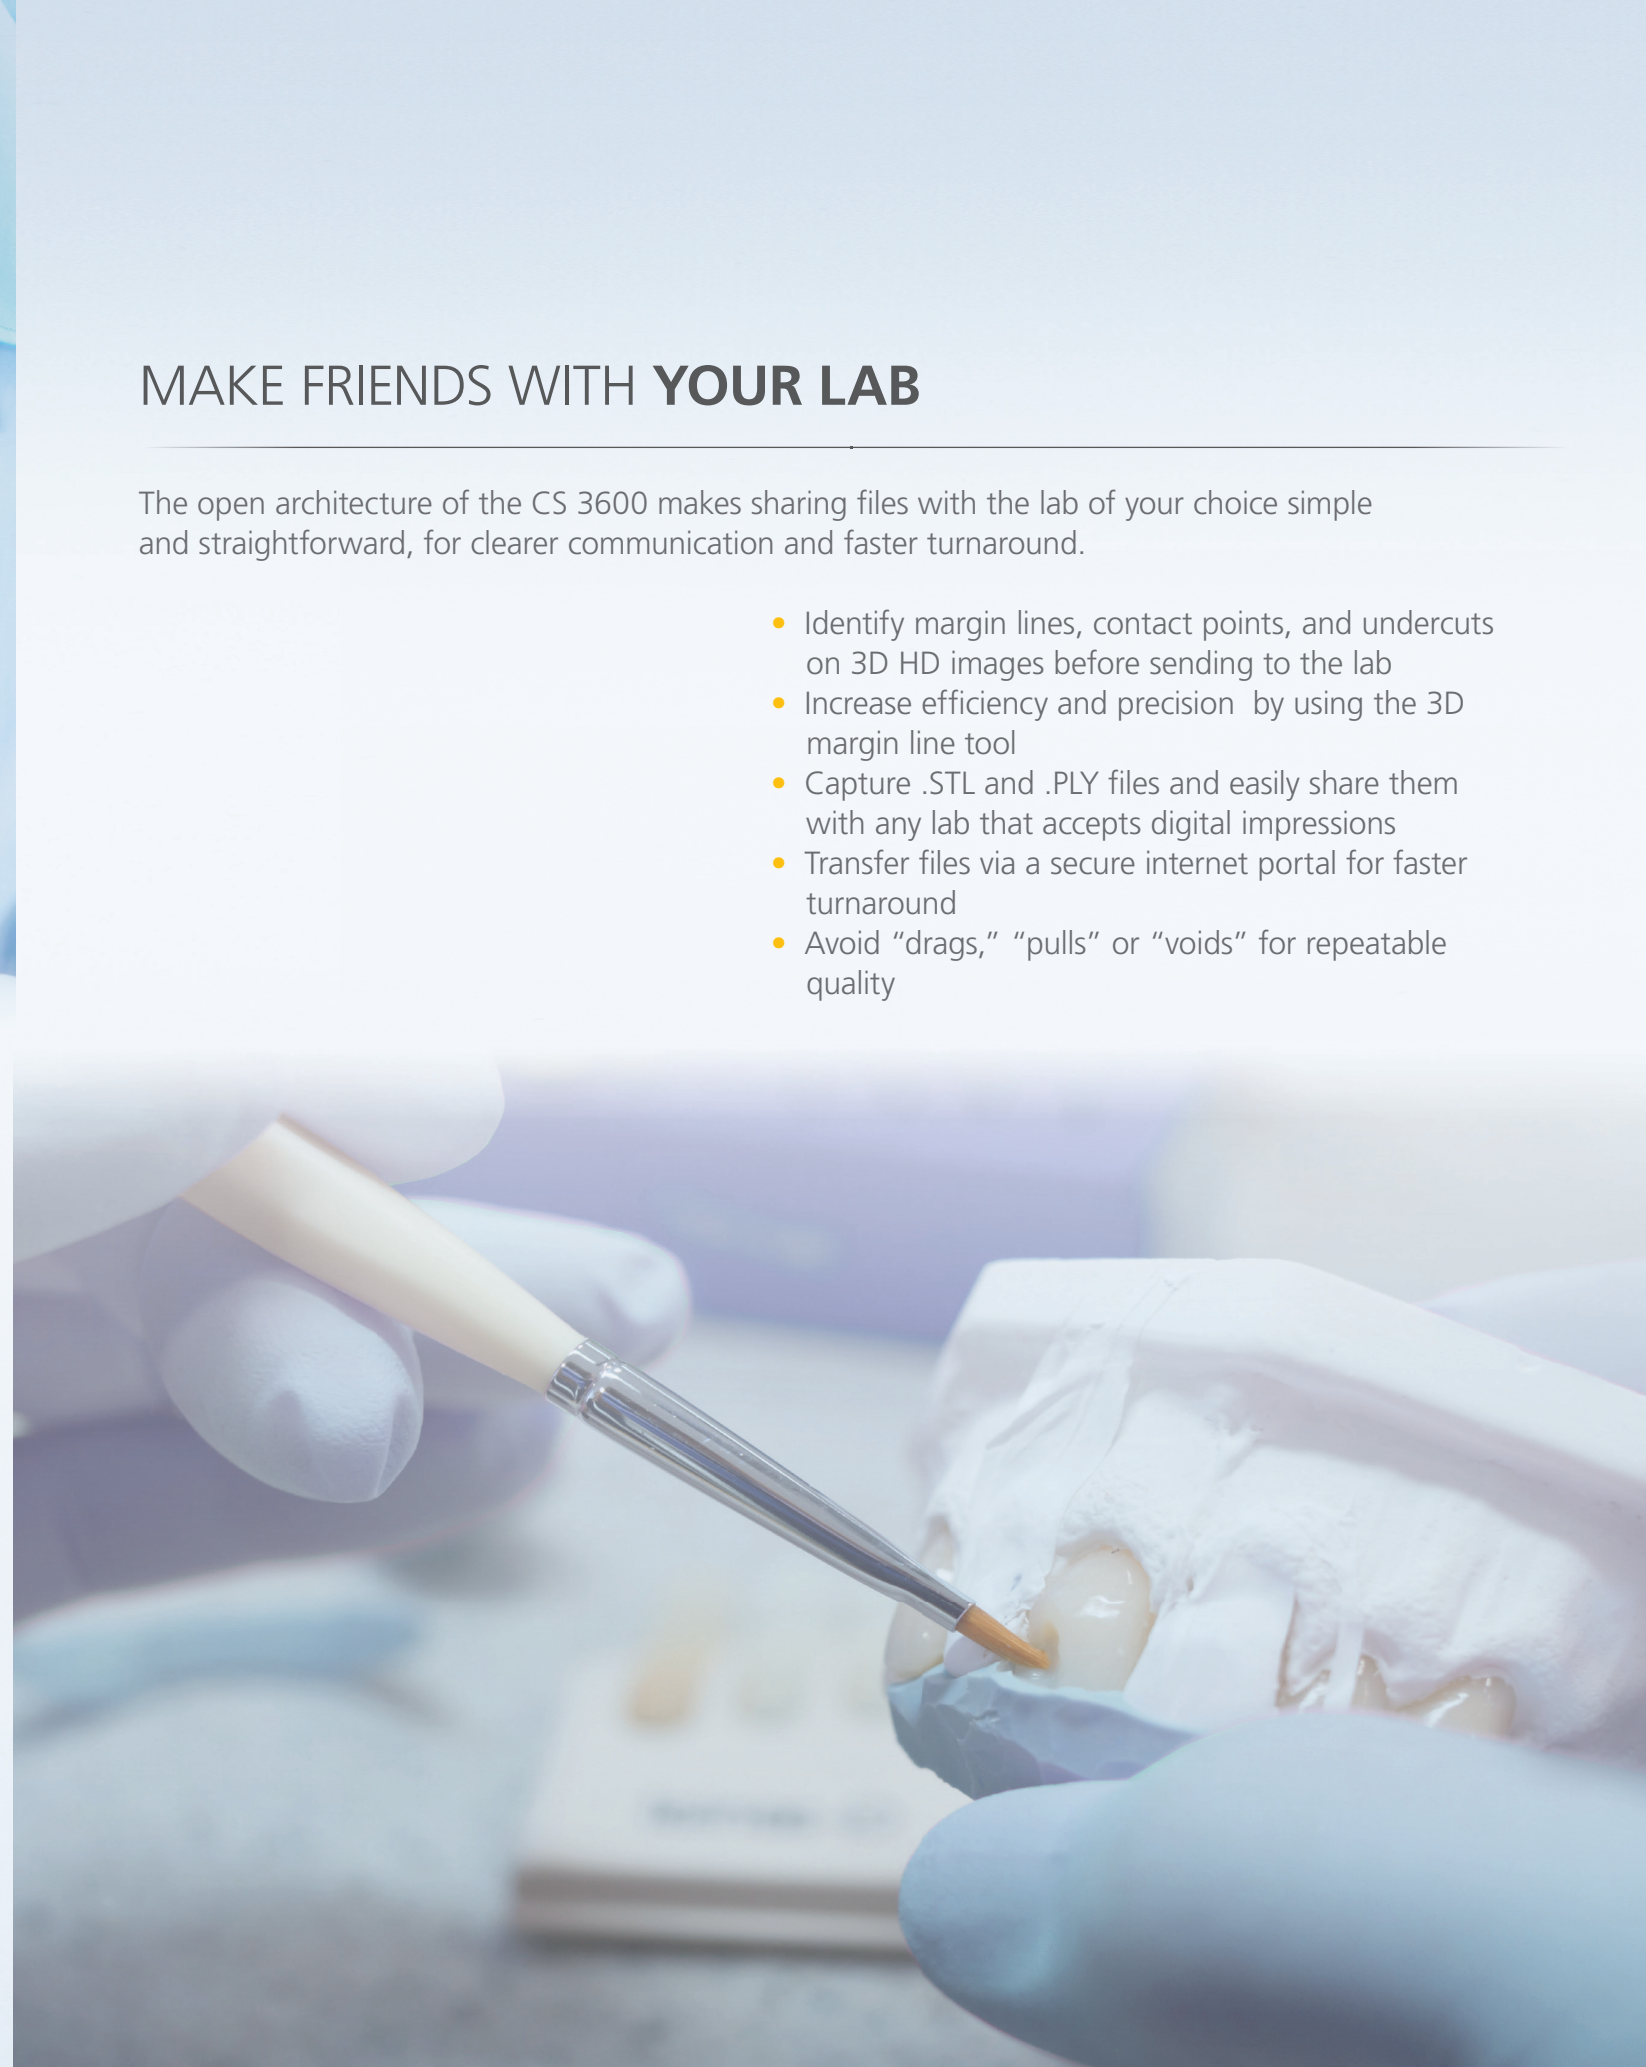 MAKE FRIENDS WITH YOUR LAB
The open architecture of the CS 3600 makes sharing files with the lab of your choice simple
and straightforward, for clearer communication and faster turnaround.
• Identify margin lines, contact points, and undercuts
on 3D HD images before sending to the lab
• Increase efficiency and precision  by using the 3D
margin line tool
• Capture .STL and .PLY files and easily share them
with any lab that accepts digital impressions
• Transfer files via a secure internet portal for faster
turnaround
• Avoid “drags,” “pulls” or “voids” for repeatable
quality